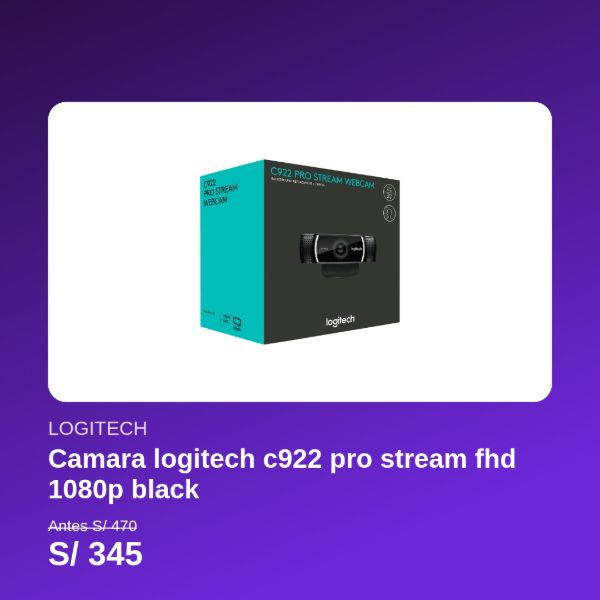 C922
PRO STREAM
WEBCAM
C922 PRO STREAM WEBCAM
logitech
logitech
LOGITECH
Camara logitech c922 pro stream fhd
1080p black
Antes S/ 470
S/ 345